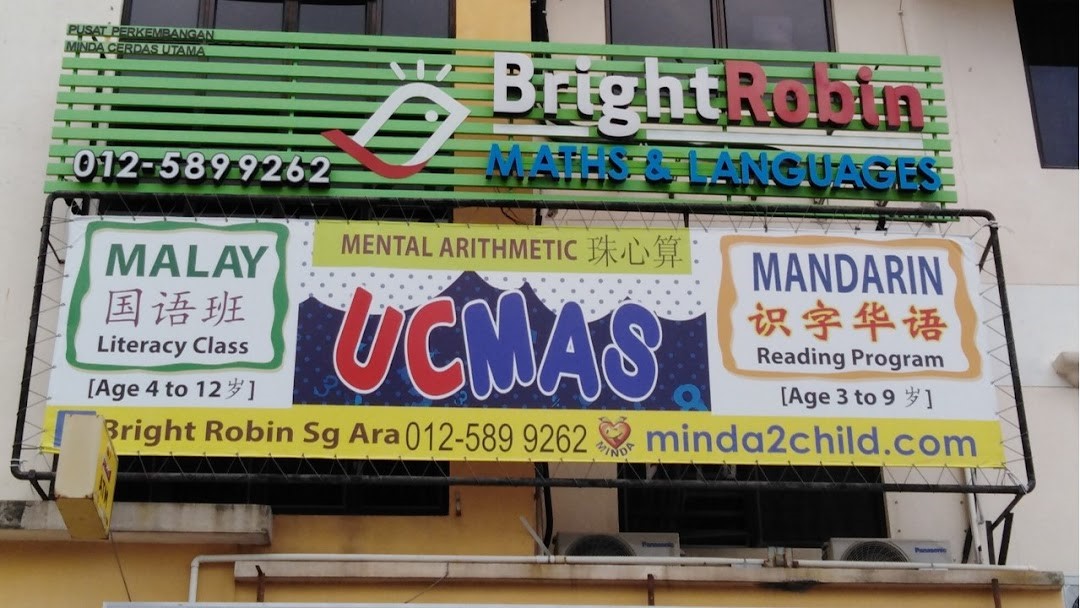 PUSAT PERKEMBANGAN
MINDA CERDAS UTAMA
BrightRobin
MATHS & LANGUAGES
012-5899262
MALAY
国语班
Literacy Class
[Age 4 to 12岁]
MENTAL ARITHMETIC 珠心算
UCMAS
MANDARIN
识字华语
Reading Program
[Age 3 to 9 岁]
Bright Robin Sg Ara 012-589 9262 MINDA minda2child.com
Panasonic
Panasonic